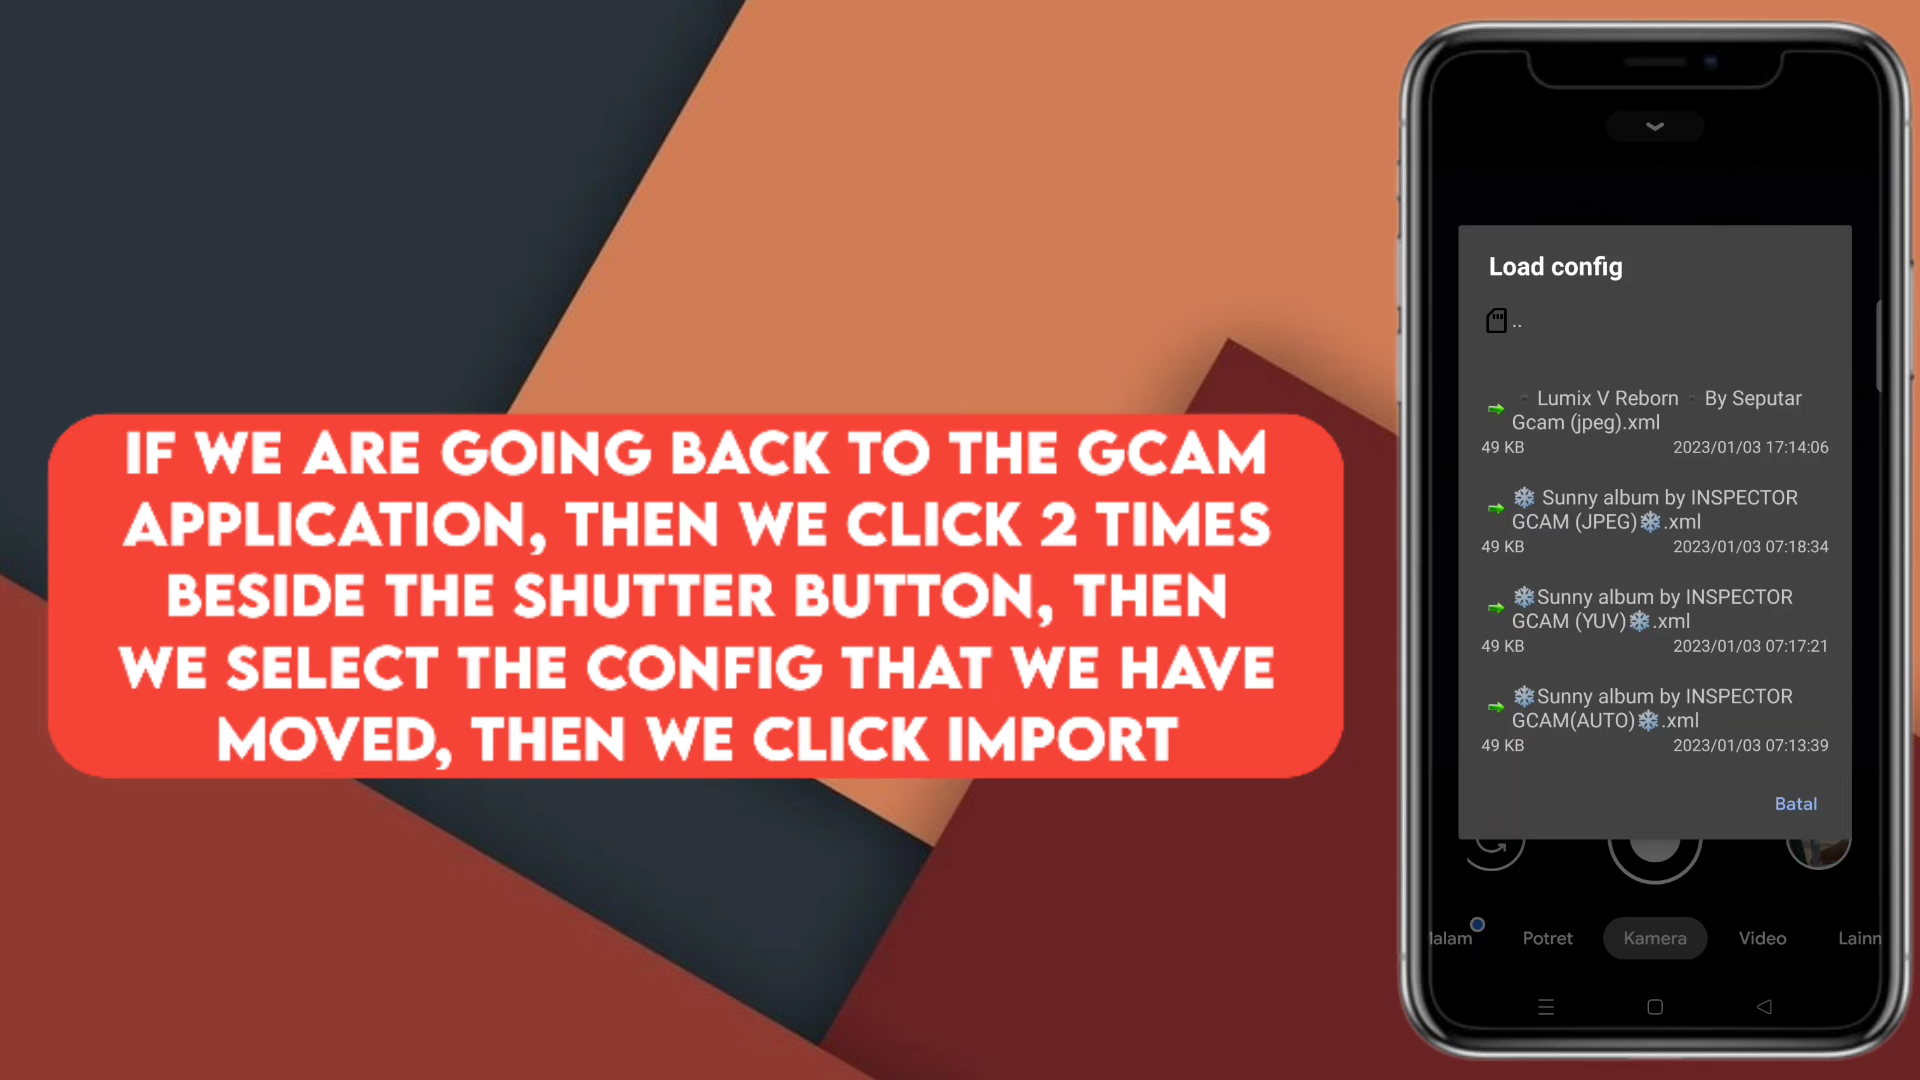 IF WE ARE GOING BACK TO THE GCAM
APPLICATION, THEN WE CLICK 2 TIMES
BESIDE THE SHUTTER BUTTON, THEN
WE SELECT THE CONFIG THAT WE HAVE
MOVED, THEN WE CLICK IMPORT
Load config
..
Lumix V Reborn ▪ By Seputar
Gcam (jpeg).xml
49 KB 2023/01/03 17:14:06
❄️ Sunny album by INSPECTOR
GCAM (JPEG)❄️.xml
49 KB 2023/01/03 07:18:34
❄️Sunny album by INSPECTOR
GCAM (YUV)❄️.xml
49 KB 2023/01/03 07:17:21
❄️Sunny album by INSPECTOR
GCAM(AUTO)❄️.xml
49 KB 2023/01/03 07:13:39
Batal
lalam Potret Kamera Video Lainn